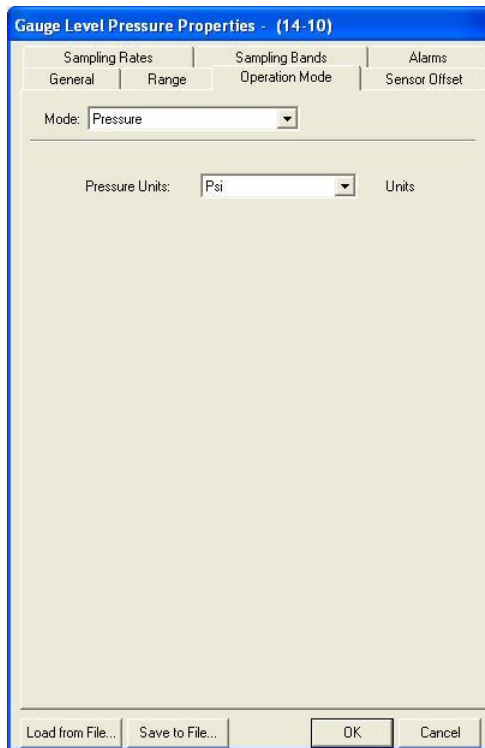 Gauge Level Pressure Properties - (14-10)
Sampling Rates Sampling Bands Alarms
General Range Operation Mode Sensor Offset
Mode: Pressure
Pressure Units: Psi Units
Load from File... Save to File... OK Cancel